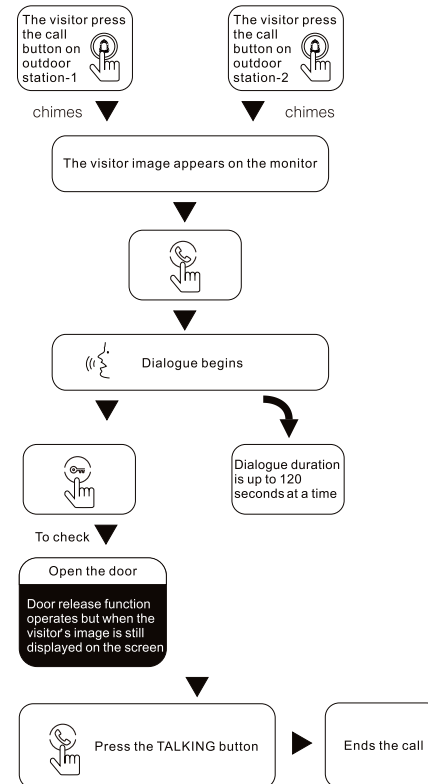 The visitor press
the call
button on
outdoor
station-1
The visitor press
the call
button on
outdoor
station-2
chimes
chimes
The visitor image appears on the monitor
Dialogue begins
Dialogue duration
is up to 120
seconds at a time
To check
Open the door
Door release function
operates but when the
visitor's image is still
displayed on the screen
Press the TALKING button
Ends the call